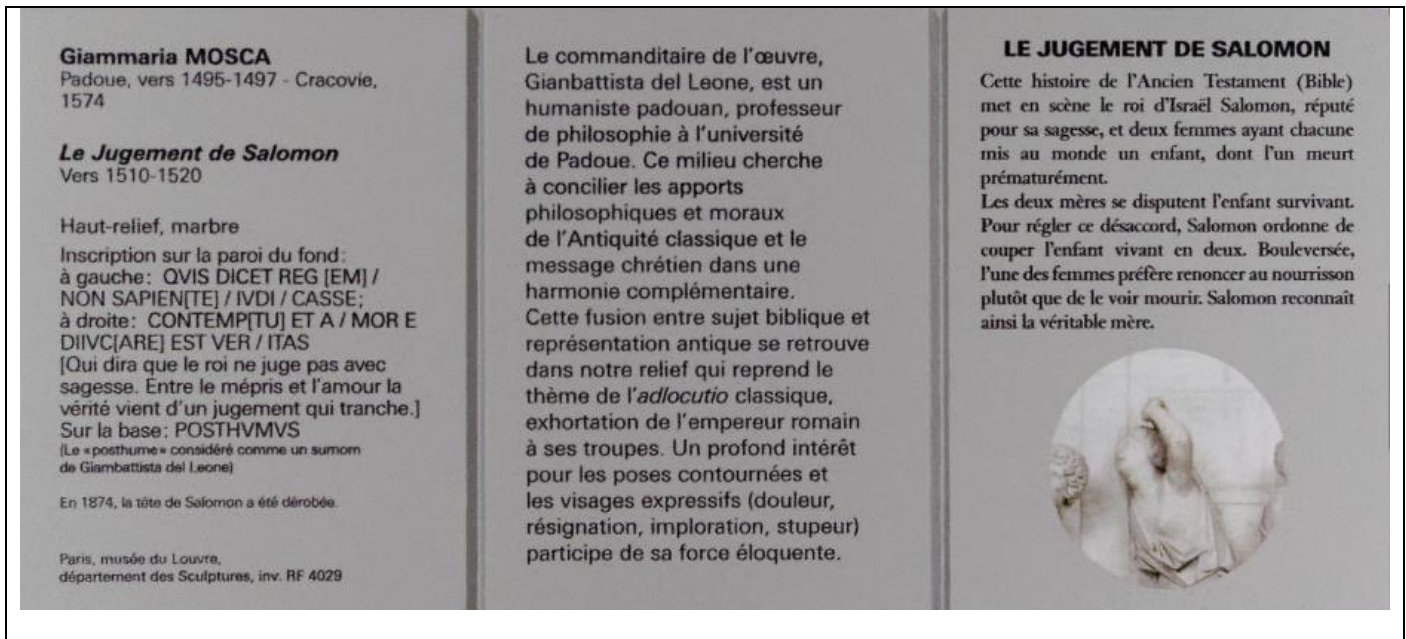 Giammaria MOSCA
Padoue, vers 1495-1497 - Cracovie,
1574
Le Jugement de Salomon
Vers 1510-1520
Haut-relief, marbre
Inscription sur la paroi du fond :
à gauche : QVIS DICET REG [EM] /
NON SAPIEN[TE] / IVDI / CASSE;
à droite : CONTEMP[TU] ET A / MOR E
DIIVC[ARE] EST VER / ITAS
[Qui dira que le roi ne juge pas avec
sagesse. Entre le mépris et l'amour la
vérité vient d'un jugement qui tranche.]
Sur la base : POSTHVMVS
(Le « posthume » considéré comme un surnom
de Giambattista del Leone)
En 1874, la tête de Salomon a été dérobée.
Paris, musée du Louvre,
département des Sculptures, inv. RF 4029
Le commanditaire de l'œuvre,
Gianbattista del Leone, est un
humaniste padouan, professeur
de philosophie à l'université
de Padoue. Ce milieu cherche
à concilier les apports
philosophiques et moraux
de l'Antiquité classique et le
message chrétien dans une
harmonie complémentaire.
Cette fusion entre sujet biblique et
représentation antique se retrouve
dans notre relief qui reprend le
thème de l'adlocutio classique,
exhortation de l'empereur romain
à ses troupes. Un profond intérêt
pour les poses contournées et
les visages expressifs (douleur,
résignation, imploration, stupeur)
participe de sa force éloquente.
LE JUGEMENT DE SALOMON
Cette histoire de l'Ancien Testament (Bible)
met en scène le roi d'Israël Salomon, réputé
pour sa sagesse, et deux femmes ayant chacune
mis au monde un enfant, dont l'un meurt
prématurément.
Les deux mères se disputent l'enfant survivant.
Pour régler ce désaccord, Salomon ordonne de
couper l'enfant vivant en deux. Bouleversée,
l'une des femmes préfère renoncer au nourrisson
plutôt que de le voir mourir. Salomon reconnaît
ainsi la véritable mère.